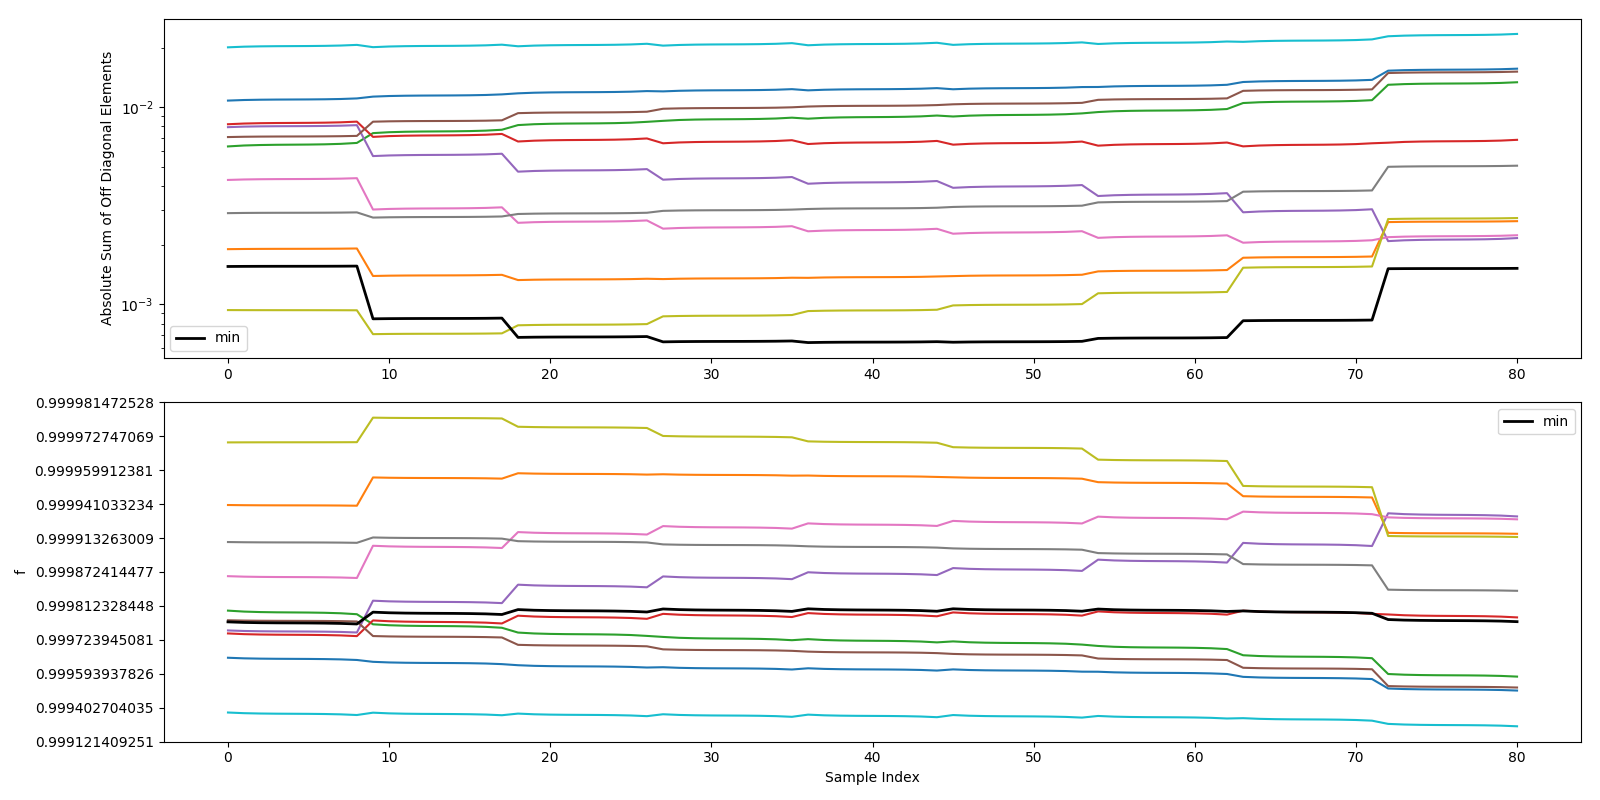 Absolute Sum of Off Diagonal Elements
10⁻²
10⁻³
min
0 10 20 30 40 50 60 70 80
f
0.999981472528
0.999972747069
0.999959912381
0.999941033234
0.999913263009
0.999872414477
0.999812328448
0.999723945081
0.999593937826
0.999402704035
0.999121409251
min
0 10 20 30 40 50 60 70 80
Sample Index